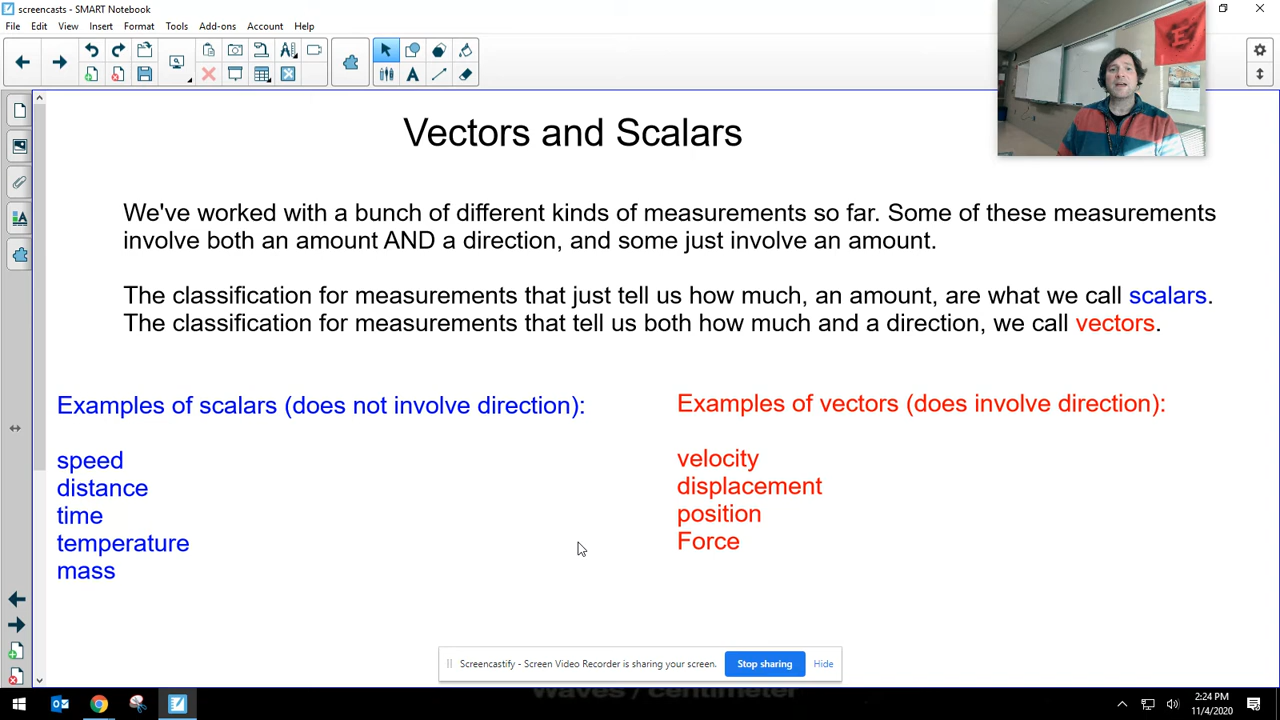 screencasts - SMART Notebook
File Edit View Insert Format Tools Add-ons Account Help
Vectors and Scalars
We've worked with a bunch of different kinds of measurements so far. Some of these measurements
involve both an amount AND a direction, and some just involve an amount.
The classification for measurements that just tell us how much, an amount, are what we call scalars.
The classification for measurements that tell us both how much and a direction, we call vectors.
Examples of scalars (does not involve direction):
speed
distance
time
temperature
mass
Examples of vectors (does involve direction):
velocity
displacement
position
Force
Screencastify - Screen Video Recorder is sharing your screen. Stop sharing Hide
Waves / centimeter
2:24 PM
11/4/2020